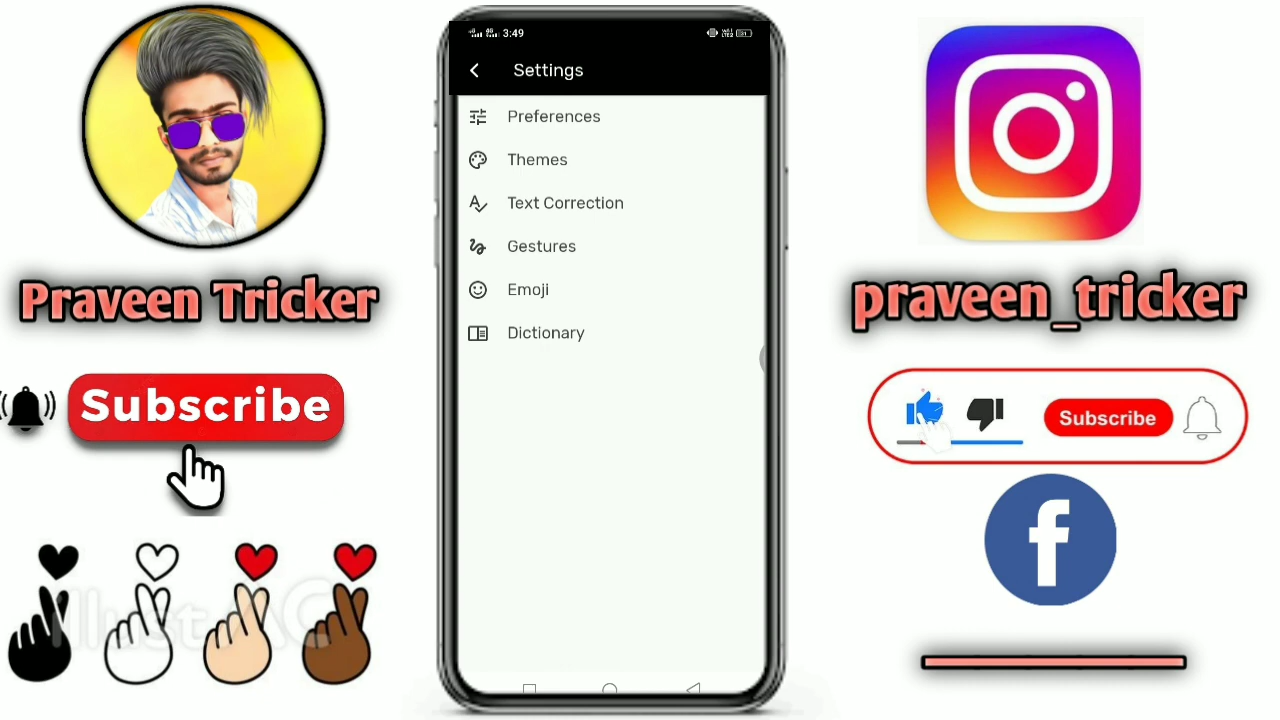 3:49
Settings
Preferences
Themes
Text Correction
Gestures
Emoji
Dictionary
Praveen Tricker
Subscribe
praveen_tricker
Subscribe
f